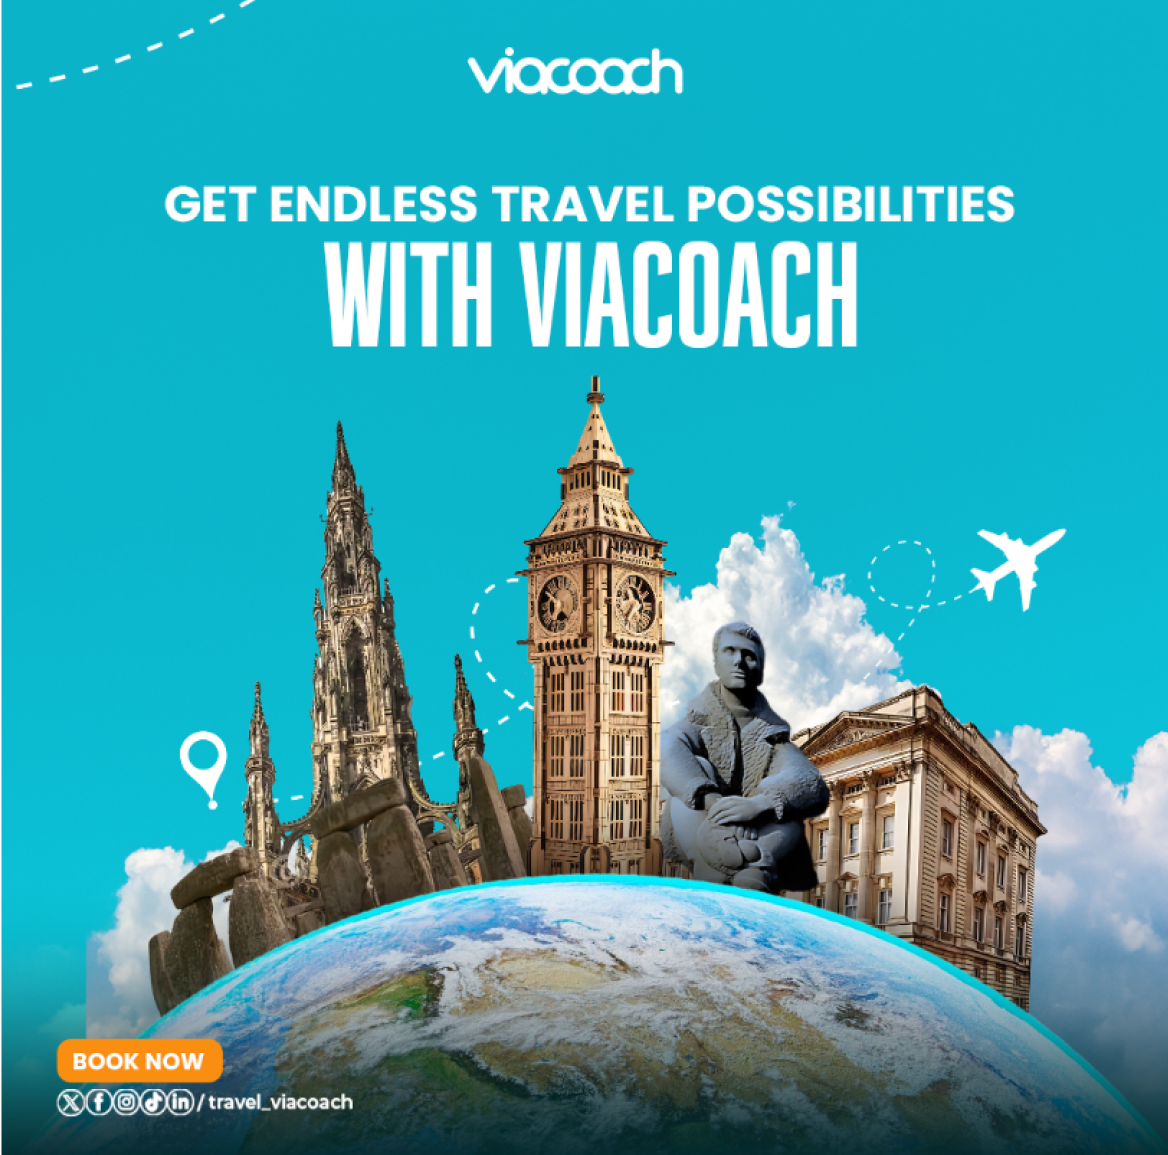 viacoach
GET ENDLESS TRAVEL POSSIBILITIES
WITH VIACOACH
BOOK NOW
/ travel_viacoach